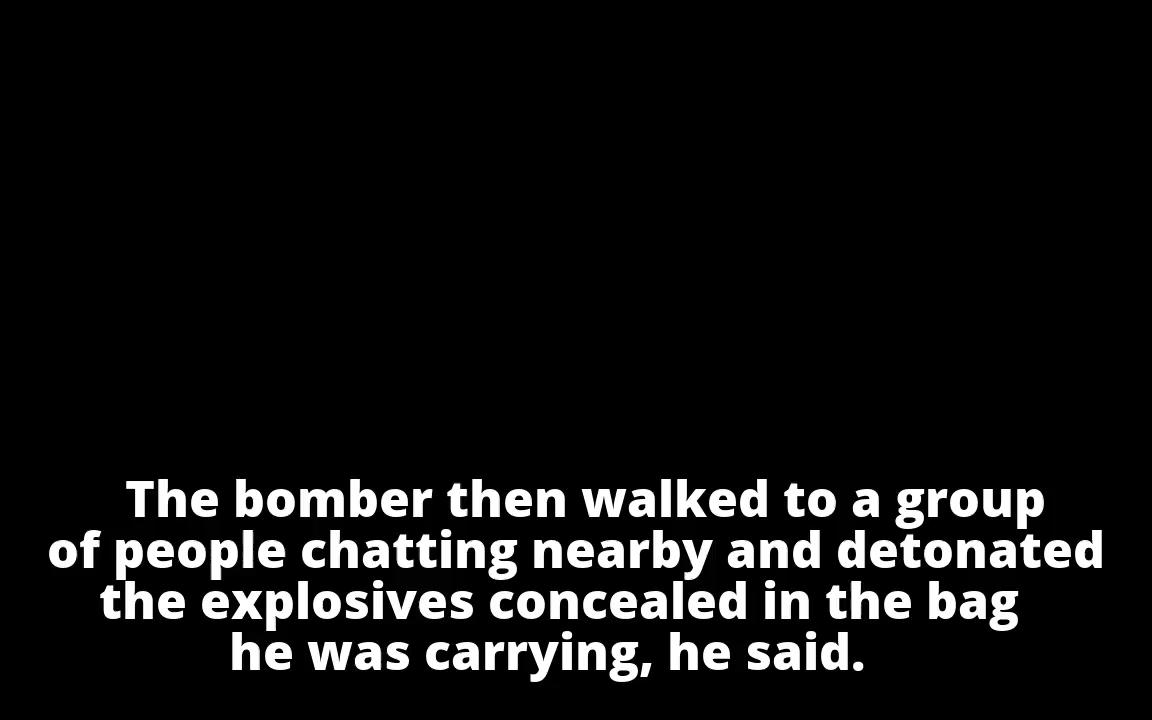 The bomber then walked to a group
of people chatting nearby and detonated
the explosives concealed in the bag
he was carrying, he said.